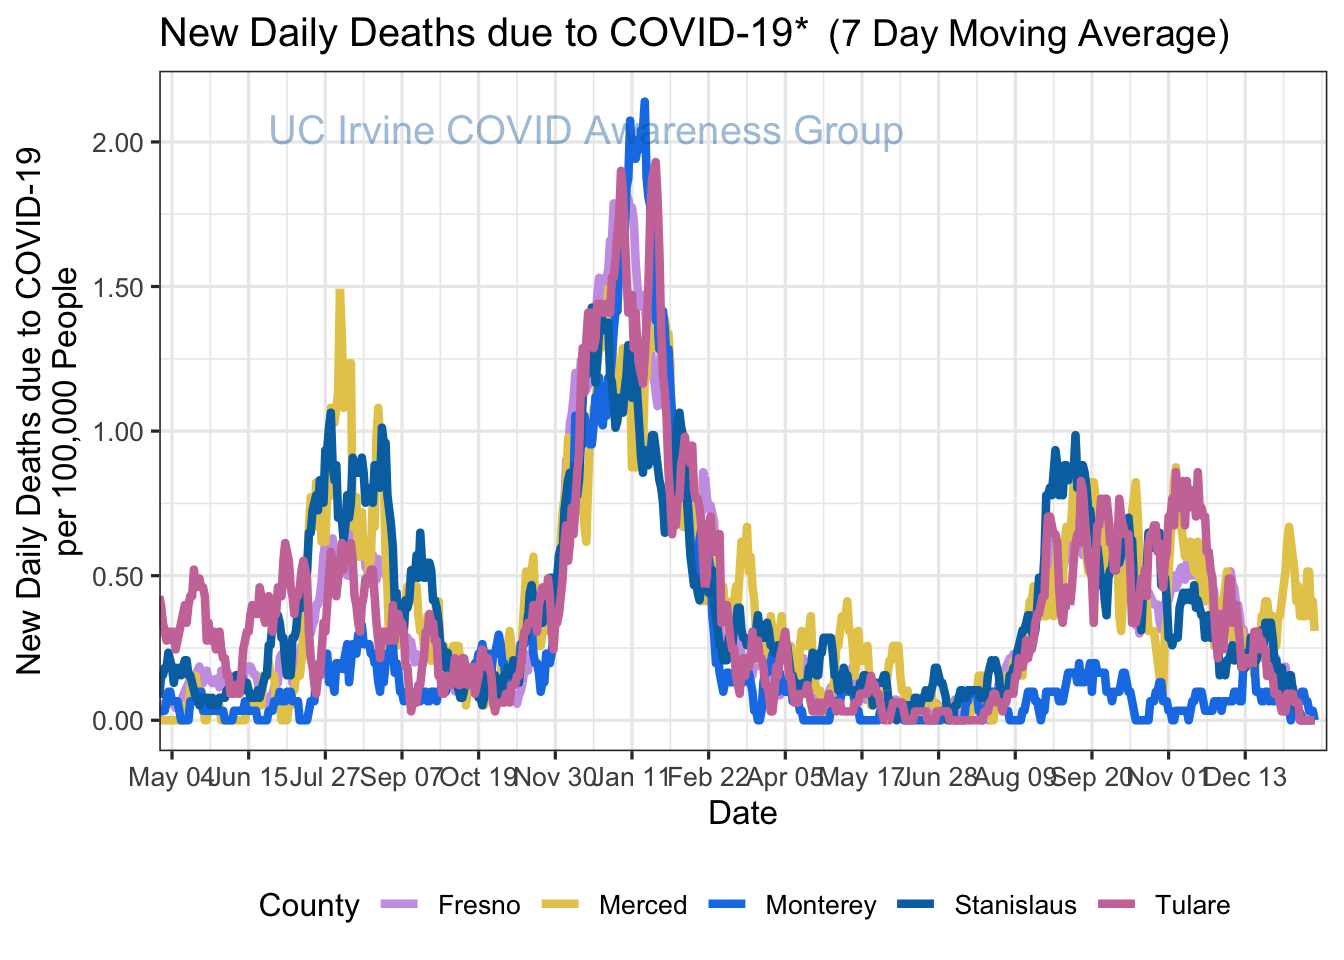 New Daily Deaths due to COVID-19* (7 Day Moving Average)
UC Irvine COVID Awareness Group
New Daily Deaths due to COVID-19
per 100,000 People
2.00
1.50
1.00
0.50
0.00
May 04 Jun 15 Jul 27 Sep 07 Oct 19 Nov 30 Jan 11 Feb 22 Apr 05 May 17 Jun 28 Aug 09 Sep 20 Nov 01 Dec 13
Date
County Fresno Merced Monterey Stanislaus Tulare